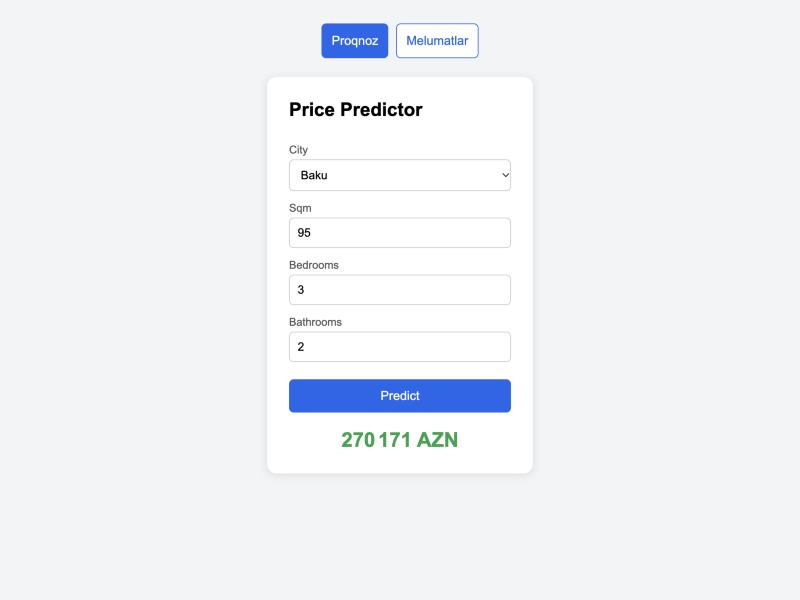 Proqnoz Melumatlar
Price Predictor
City
Baku
Sqm
95
Bedrooms
3
Bathrooms
2
Predict
270 171 AZN